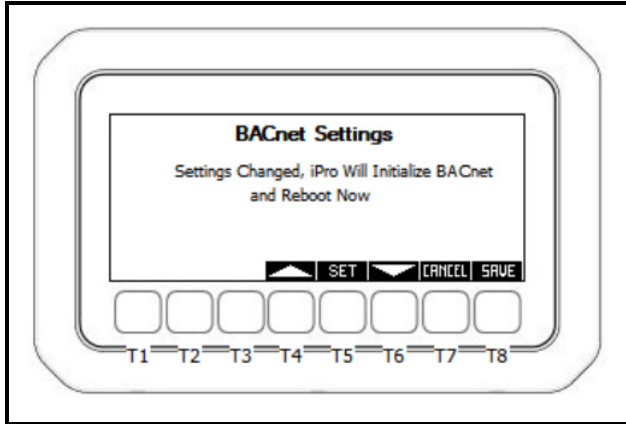 BACnet Settings
Settings Changed, iPro Will Initialize BACnet
and Reboot Now
SET CANCEL SAVE
T1 T2 T3 T4 T5 T6 T7 T8